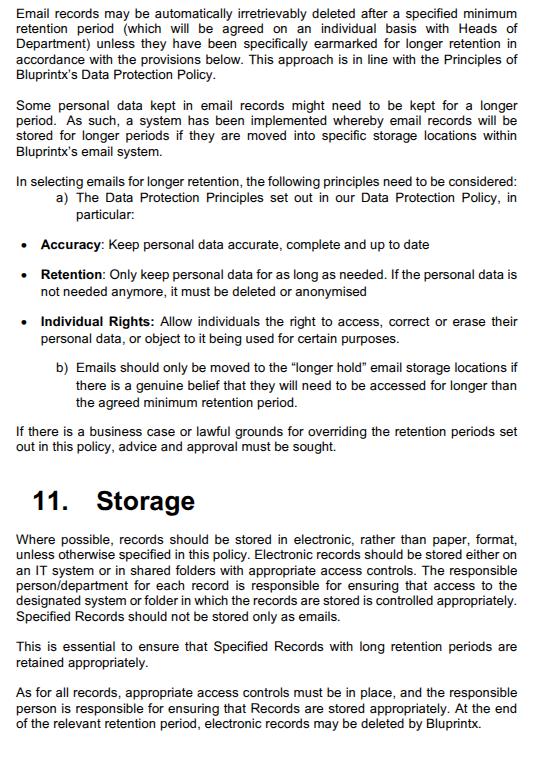 Email records may be automatically irretrievably deleted after a specified minimum
retention period (which will be agreed on an individual basis with Heads of
Department) unless they have been specifically earmarked for longer retention in
accordance with the provisions below. This approach is in line with the Principles of
Bluprintx's Data Protection Policy.
Some personal data kept in email records might need to be kept for a longer
period. As such, a system has been implemented whereby email records will be
stored for longer periods if they are moved into specific storage locations within
Bluprintx's email system.
In selecting emails for longer retention, the following principles need to be considered:
a) The Data Protection Principles set out in our Data Protection Policy, in
particular:
• Accuracy: Keep personal data accurate, complete and up to date
• Retention: Only keep personal data for as long as needed. If the personal data is
not needed anymore, it must be deleted or anonymised
• Individual Rights: Allow individuals the right to access, correct or erase their
personal data, or object to it being used for certain purposes.
b) Emails should only be moved to the "longer hold" email storage locations if
there is a genuine belief that they will need to be accessed for longer than
the agreed minimum retention period.
If there is a business case or lawful grounds for overriding the retention periods set
out in this policy, advice and approval must be sought.
11. Storage
Where possible, records should be stored in electronic, rather than paper, format,
unless otherwise specified in this policy. Electronic records should be stored either on
an IT system or in shared folders with appropriate access controls. The responsible
person/department for each record is responsible for ensuring that access to the
designated system or folder in which the records are stored is controlled appropriately.
Specified Records should not be stored only as emails.
This is essential to ensure that Specified Records with long retention periods are
retained appropriately.
As for all records, appropriate access controls must be in place, and the responsible
person is responsible for ensuring that Records are stored appropriately. At the end
of the relevant retention period, electronic records may be deleted by Bluprintx.